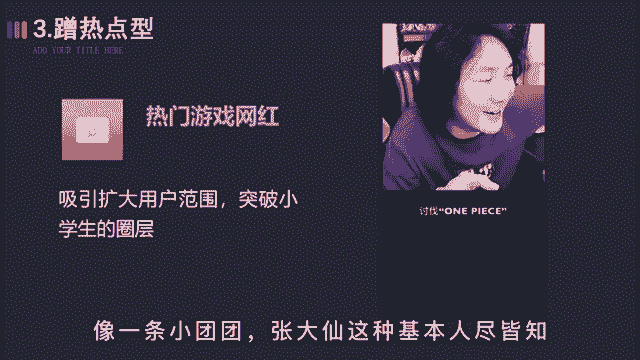 3.蹭热点型
ADD YOUR TITLE HERE
热门游戏网红
吸引扩大用户范围，突破小
学生的圈层
讨伐“ONE PIECE”
像一条小团团，张大仙这种基本人尽皆知